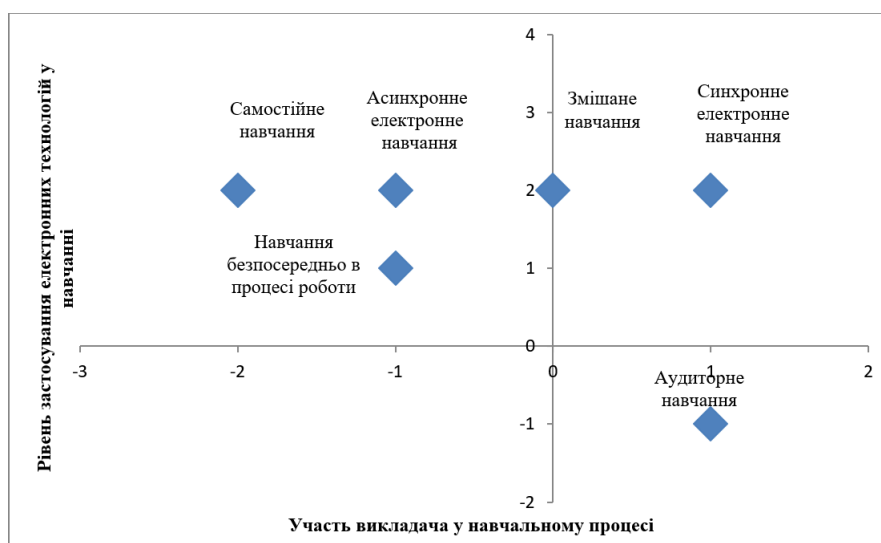 Рівень застосування електронних технологій у
навчанні
4
Самостійне
навчання
Асинхронне
електронне
навчання
Змішане
навчання
Синхронне
електронне
навчання
3
2
Навчання
безпосередньо в
процесі роботи
1
0
-3
-2
-1
0
1
2
Аудиторне
навчання
-1
-2
Участь викладача у навчальному процесі